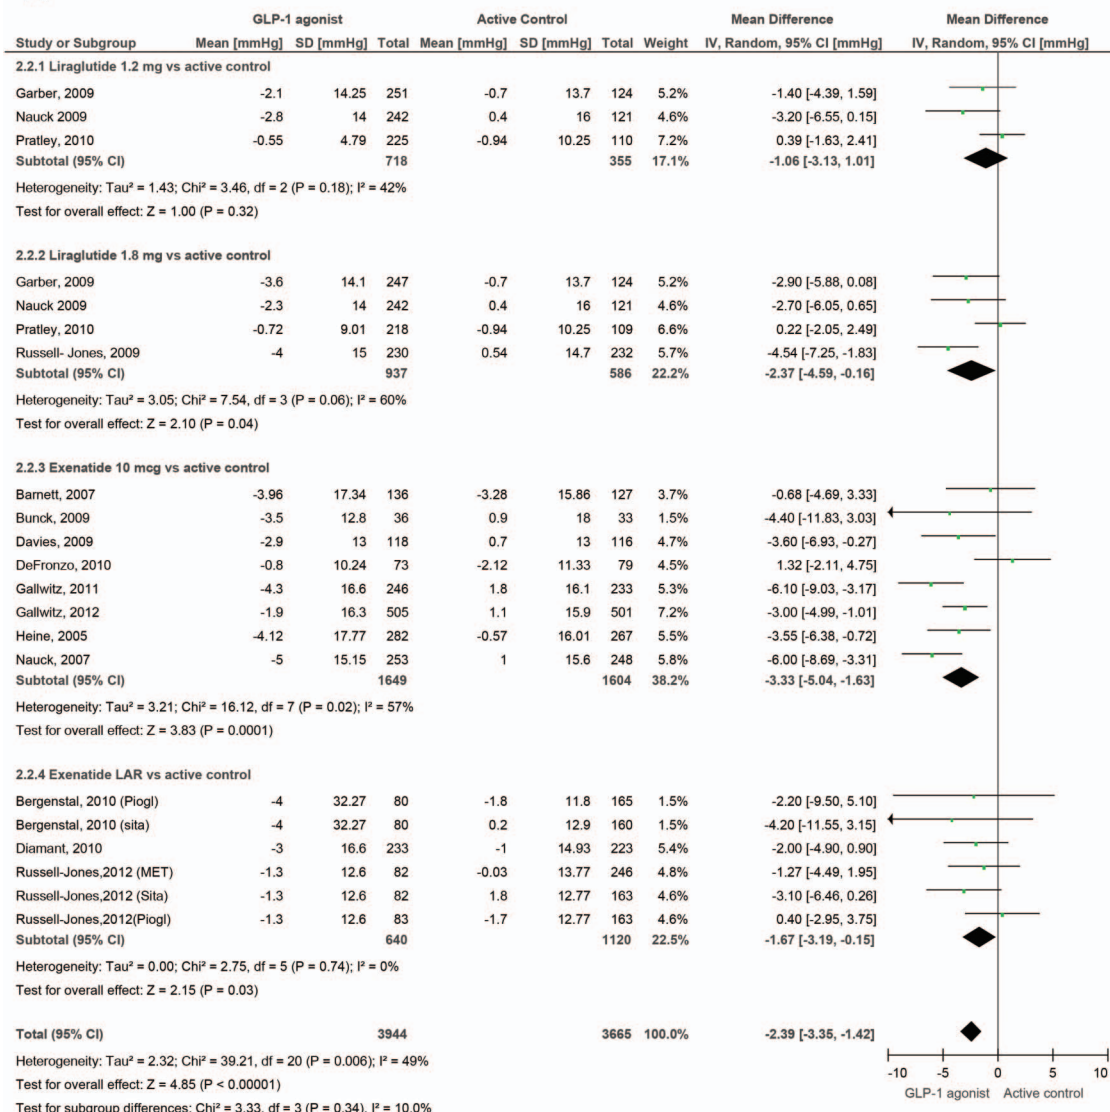 GLP-1 agonist Active Control Mean Difference Mean Difference
Study or Subgroup Mean [mmHg] SD [mmHg] Total Mean [mmHg] SD [mmHg] Total Weight IV, Random, 95% CI [mmHg] IV, Random, 95% CI [mmHg]
2.2.1 Liraglutide 1.2 mg vs active control
Garber, 2009 -2.1 14.25 251 -0.7 13.7 124 5.2% -1.40 [-4.39, 1.59]
Nauck 2009 -2.8 14 242 0.4 16 121 4.6% -3.20 [-6.55, 0.15]
Pratley, 2010 -0.55 4.79 225 -0.94 10.25 110 7.2% 0.39 [-1.63, 2.41]
Subtotal (95% CI) 718 355 17.1% -1.06 [-3.13, 1.01]
Heterogeneity: Tau² = 1.43; Chi² = 3.46, df = 2 (P = 0.18); I² = 42%
Test for overall effect: Z = 1.00 (P = 0.32)
2.2.2 Liraglutide 1.8 mg vs active control
Garber, 2009 -3.6 14.1 247 -0.7 13.7 124 5.2% -2.90 [-5.88, 0.08]
Nauck 2009 -2.3 14 242 0.4 16 121 4.6% -2.70 [-6.05, 0.65]
Pratley, 2010 -0.72 9.01 218 -0.94 10.25 109 6.6% 0.22 [-2.05, 2.49]
Russell- Jones, 2009 -4 15 230 0.54 14.7 232 5.7% -4.54 [-7.25, -1.83]
Subtotal (95% CI) 937 586 22.2% -2.37 [-4.59, -0.16]
Heterogeneity: Tau² = 3.05; Chi² = 7.54, df = 3 (P = 0.06); I² = 60%
Test for overall effect: Z = 2.10 (P = 0.04)
2.2.3 Exenatide 10 mcg vs active control
Barnett, 2007 -3.96 17.34 136 -3.28 15.86 127 3.7% -0.68 [-4.69, 3.33]
Bunck, 2009 -3.5 12.8 36 0.9 18 33 1.5% -4.40 [-11.83, 3.03]
Davies, 2009 -2.9 13 118 0.7 13 116 4.7% -3.60 [-6.93, -0.27]
DeFronzo, 2010 -0.8 10.24 73 -2.12 11.33 79 4.5% 1.32 [-2.11, 4.75]
Gallwitz, 2011 -4.3 16.6 246 1.8 16.1 233 5.3% -6.10 [-9.03, -3.17]
Gallwitz, 2012 -1.9 16.3 505 1.1 15.9 501 7.2% -3.00 [-4.99, -1.01]
Heine, 2005 -4.12 17.77 282 -0.57 16.01 267 5.5% -3.55 [-6.38, -0.72]
Nauck, 2007 -5 15.15 253 1 15.6 248 5.8% -6.00 [-8.69, -3.31]
Subtotal (95% CI) 1649 1604 38.2% -3.33 [-5.04, -1.63]
Heterogeneity: Tau² = 3.21; Chi² = 16.12, df = 7 (P = 0.02); I² = 57%
Test for overall effect: Z = 3.83 (P = 0.0001)
2.2.4 Exenatide LAR vs active control
Bergenstal, 2010 (Piogl) -4 32.27 80 -1.8 11.8 165 1.5% -2.20 [-9.50, 5.10]
Bergenstal, 2010 (sita) -4 32.27 80 0.2 12.9 160 1.5% -4.20 [-11.55, 3.15]
Diamant, 2010 -3 16.6 233 -1 14.93 223 5.4% -2.00 [-4.90, 0.90]
Russell-Jones,2012 (MET) -1.3 12.6 82 -0.03 13.77 246 4.8% -1.27 [-4.49, 1.95]
Russell-Jones,2012 (Sita) -1.3 12.6 82 1.8 12.77 163 4.6% -3.10 [-6.46, 0.26]
Russell-Jones,2012(Piogl) -1.3 12.6 83 -1.7 12.77 163 4.6% 0.40 [-2.95, 3.75]
Subtotal (95% CI) 640 1120 22.5% -1.67 [-3.19, -0.15]
Heterogeneity: Tau² = 0.00; Chi² = 2.75, df = 5 (P = 0.74); I² = 0%
Test for overall effect: Z = 2.15 (P = 0.03)
Total (95% CI) 3944 3665 100.0% -2.39 [-3.35, -1.42]
Heterogeneity: Tau² = 2.32; Chi² = 39.21, df = 20 (P = 0.006); I² = 49%
Test for overall effect: Z = 4.85 (P < 0.00001)
Test for subgroup differences: Chi² = 3.33, df = 3 (P = 0.34), I² = 10.0%
-10 -5 0 5 10
GLP-1 agonist Active control